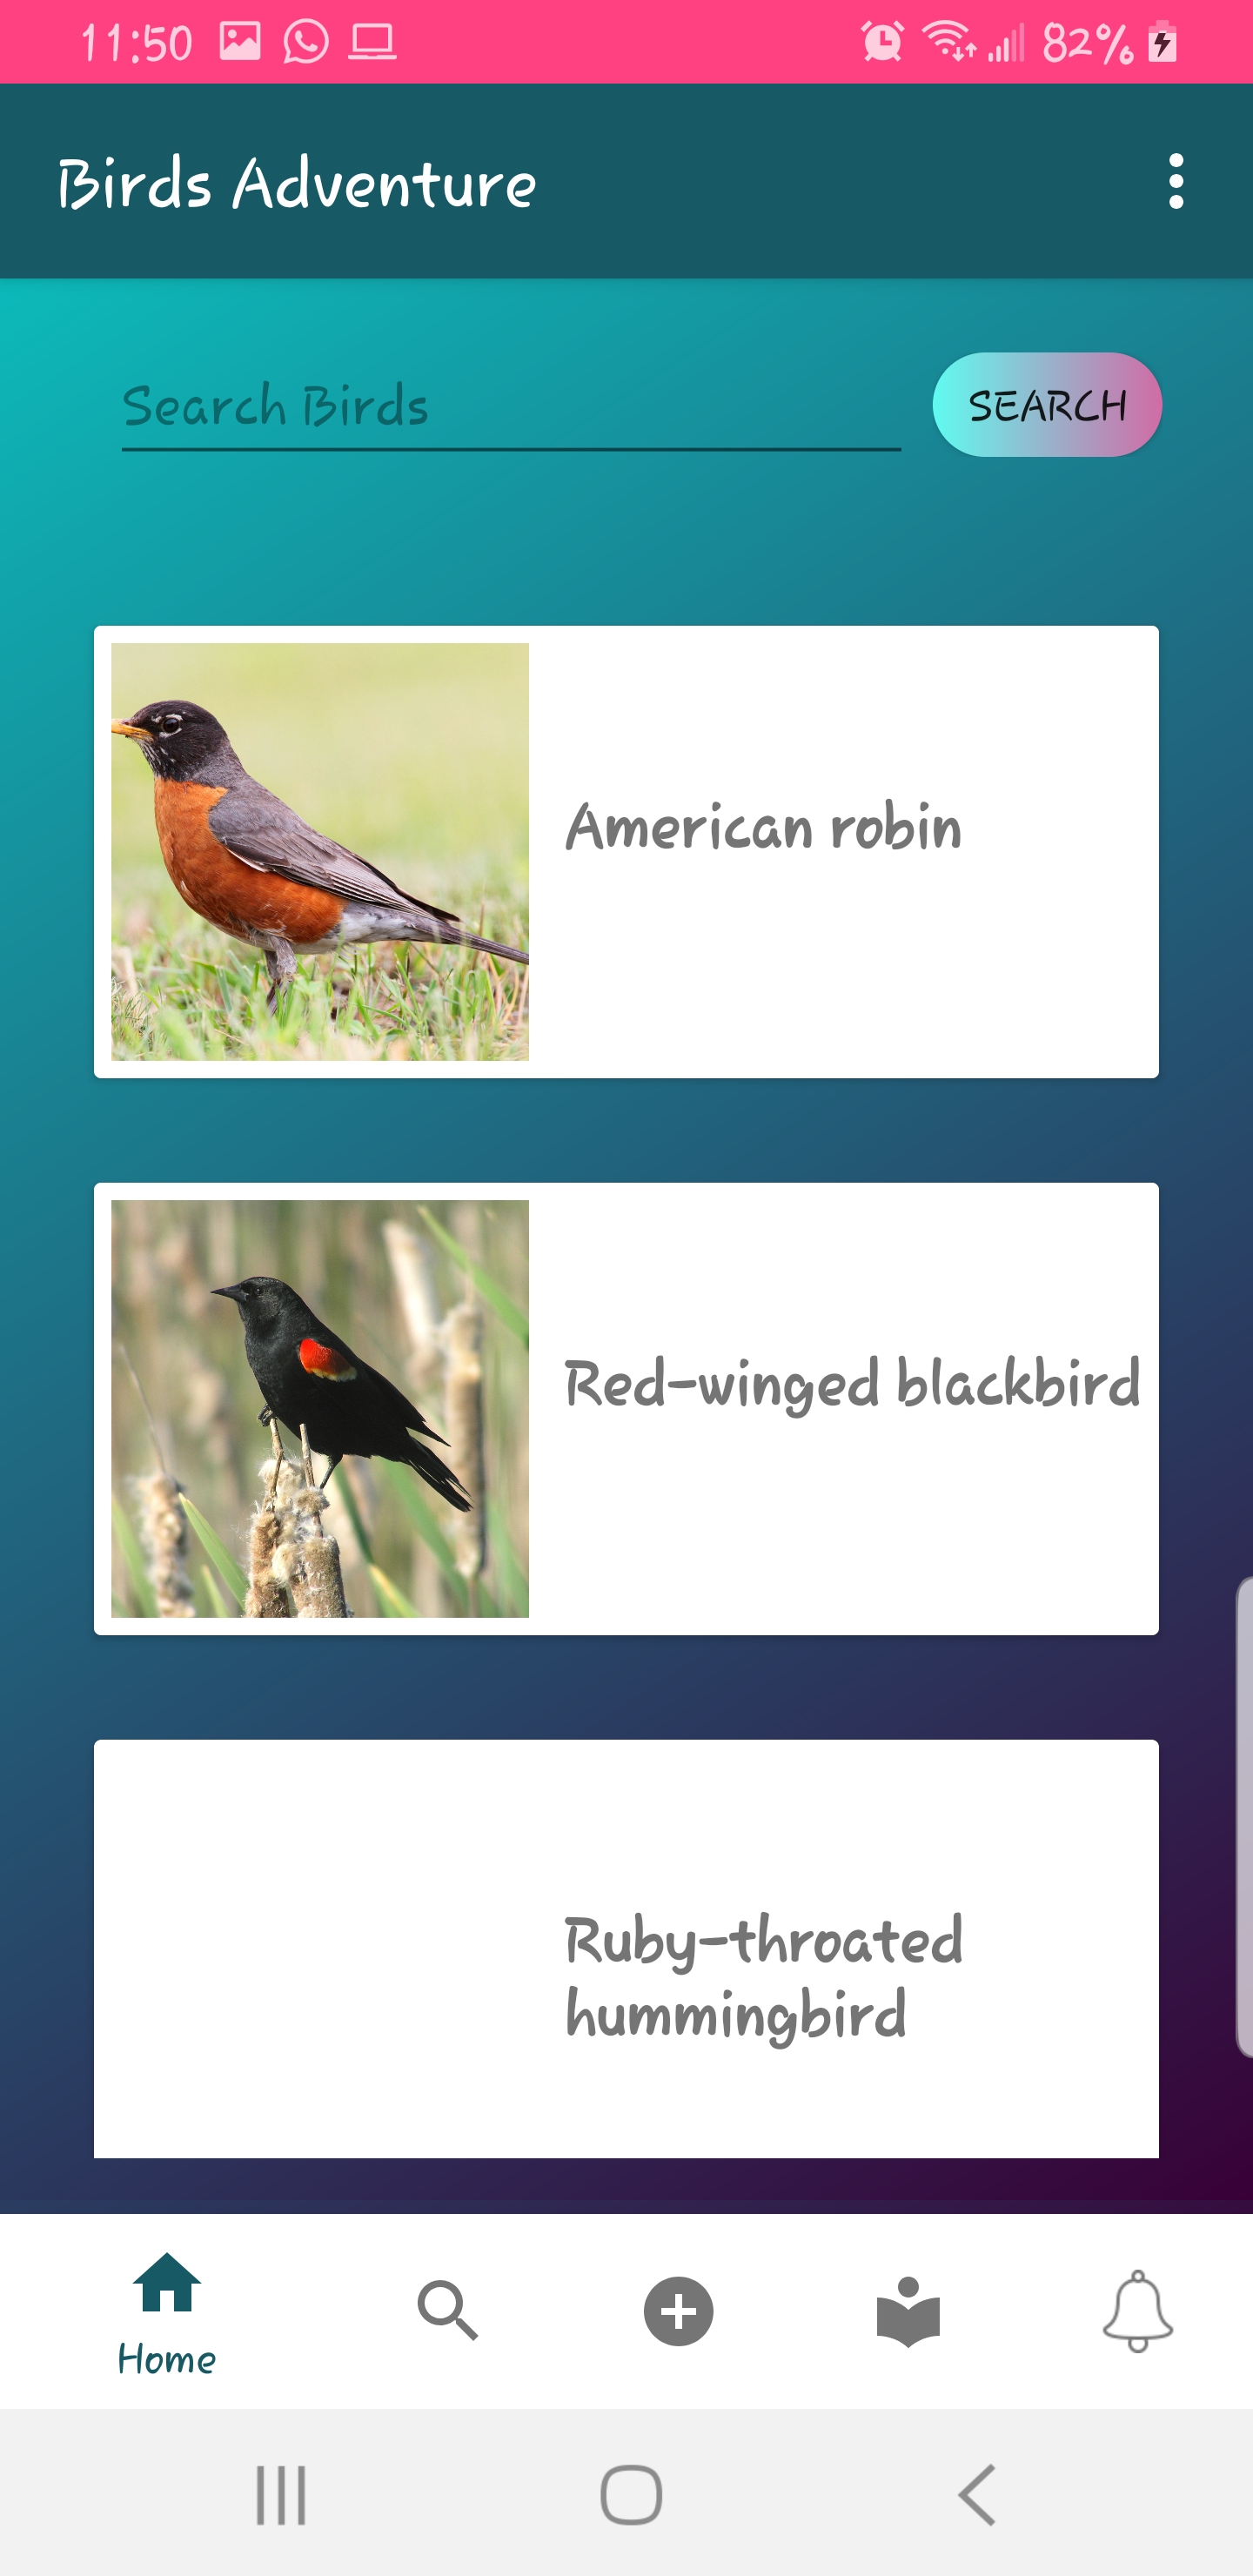 11:50
82%
Birds Adventure
Search Birds
SEARCH
American robin
Red-winged blackbird
Ruby-throated
hummingbird
Home